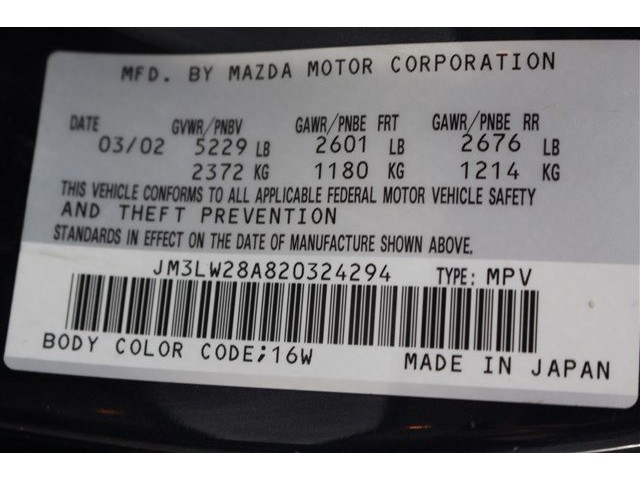 MFD. BY MAZDA MOTOR CORPORATION
DATE GVWR/PNBV GAWR/PNBE FRT GAWR/PNBE RR
03/02 5229 LB 2601 LB 2676 LB
2372 KG 1180 KG 1214 KG
THIS VEHICLE CONFORMS TO ALL APPLICABLE FEDERAL MOTOR VEHICLE SAFETY
AND THEFT PREVENTION
STANDARDS IN EFFECT ON THE DATE OF MANUFACTURE SHOWN ABOVE.
JM3LW28A820324294 TYPE: MPV
BODY COLOR CODE;16W MADE IN JAPAN